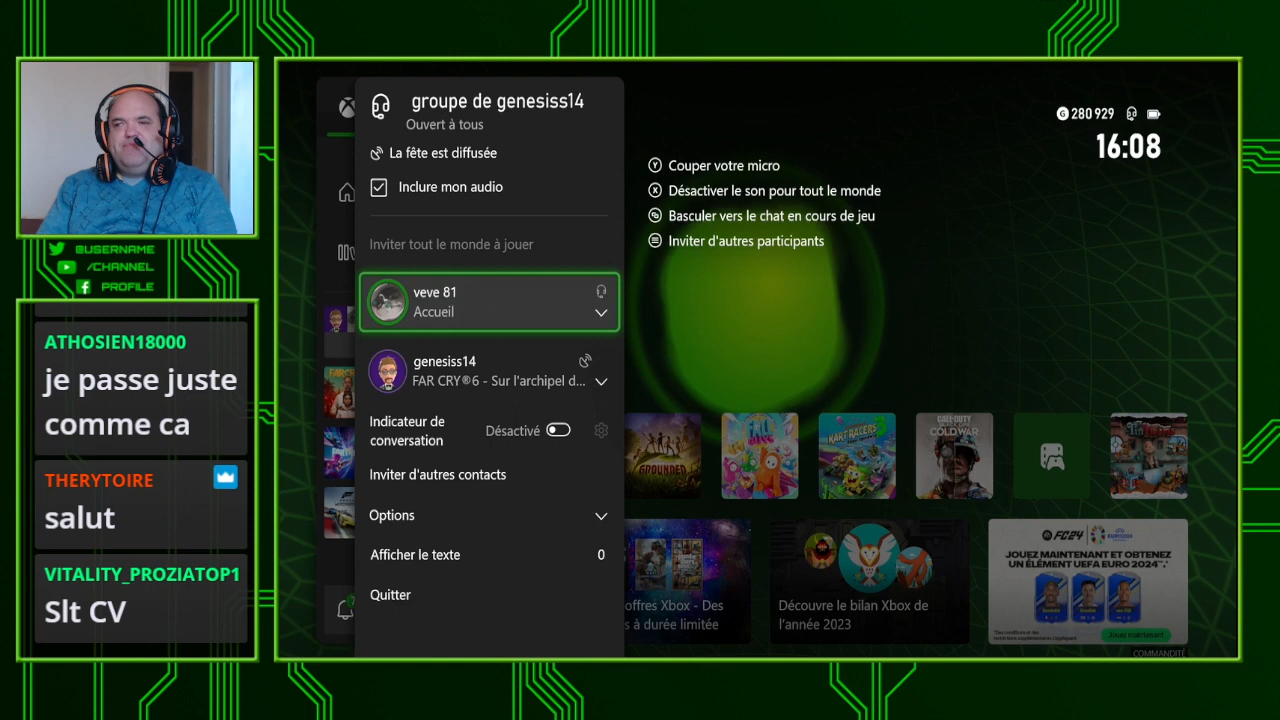 @USERNAME
/CHANNEL
PROFILE
ATHOSIEN18000
je passe juste
comme ca
THERYTOIRE
salut
VITALITY_PROZIATOP1
Slt CV
groupe de genesiss14
Ouvert à tous
La fête est diffusée
Inclure mon audio
Inviter tout le monde à jouer
veve 81
Accueil
genesiss14
FAR CRY®6 - Sur l'archipel d...
Indicateur de
conversation
Désactivé
Inviter d'autres contacts
Options
Afficher le texte 0
Quitter
G 280 929
16:08
Y Couper votre micro
X Désactiver le son pour tout le monde
Basculer vers le chat en cours de jeu
Inviter d'autres participants
GROUNDED
FALL
GUYS
KART RACERS
3
CALL OF DUTY
COLD WAR
offres Xbox - Des
s à durée limitée
Découvre le bilan Xbox de
l'année 2023
FC24
JOUEZ MAINTENANT ET OBTENEZ
UN ÉLÉMENT UEFA EURO 2024™.*
Jouez maintenant
COMMANDITÉ